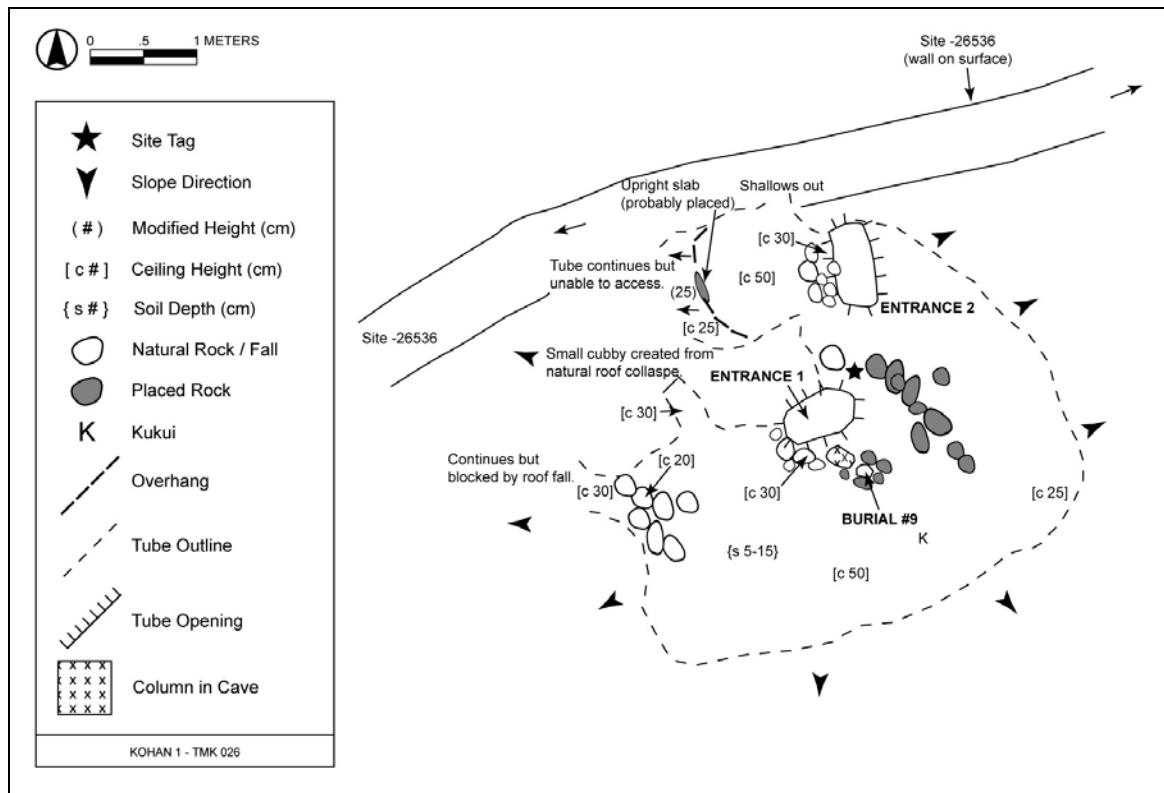 0 .5 1 METERS
Site Tag
Slope Direction
( # ) Modified Height (cm)
[ c # ] Ceiling Height (cm)
{ s # } Soil Depth (cm)
Natural Rock / Fall
Placed Rock
K Kukui
Overhang
Tube Outline
Tube Opening
x x x x
x x x x
x x x x
x x x x
Column in Cave
KOHAN 1 - TMK 026
Site -26536
(wall on surface)
Upright slab
(probably placed)
Shallows out
[c 30]
Tube continues but
unable to access.
(25)
[c 50]
[c 25]
ENTRANCE 2
Site -26536
Small cubby created from
natural roof collaspe.
ENTRANCE 1
[c 30]
Continues but
blocked by roof fall.
[c 20]
[c 30]
[c 30]
x x
x x
[c 25]
BURIAL #9
K
{s 5-15}
[c 50]